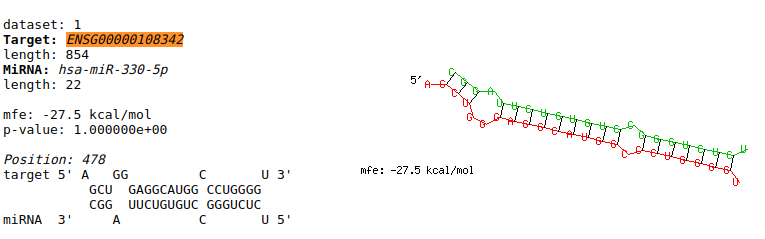 dataset: 1
Target: ENSG00000108342
length: 854
MiRNA: hsa-miR-330-5p
length: 22
mfe: -27.5 kcal/mol
p-value: 1.000000e+00
Position: 478
target 5' A   GG         C       U 3'
           GCU  GAGGCAUGG CCUGGGG
           CGG  UUCUGUGUC GGGUCUC
miRNA  3'     A          C       U 5'
5'
mfe: -27.5 kcal/mol